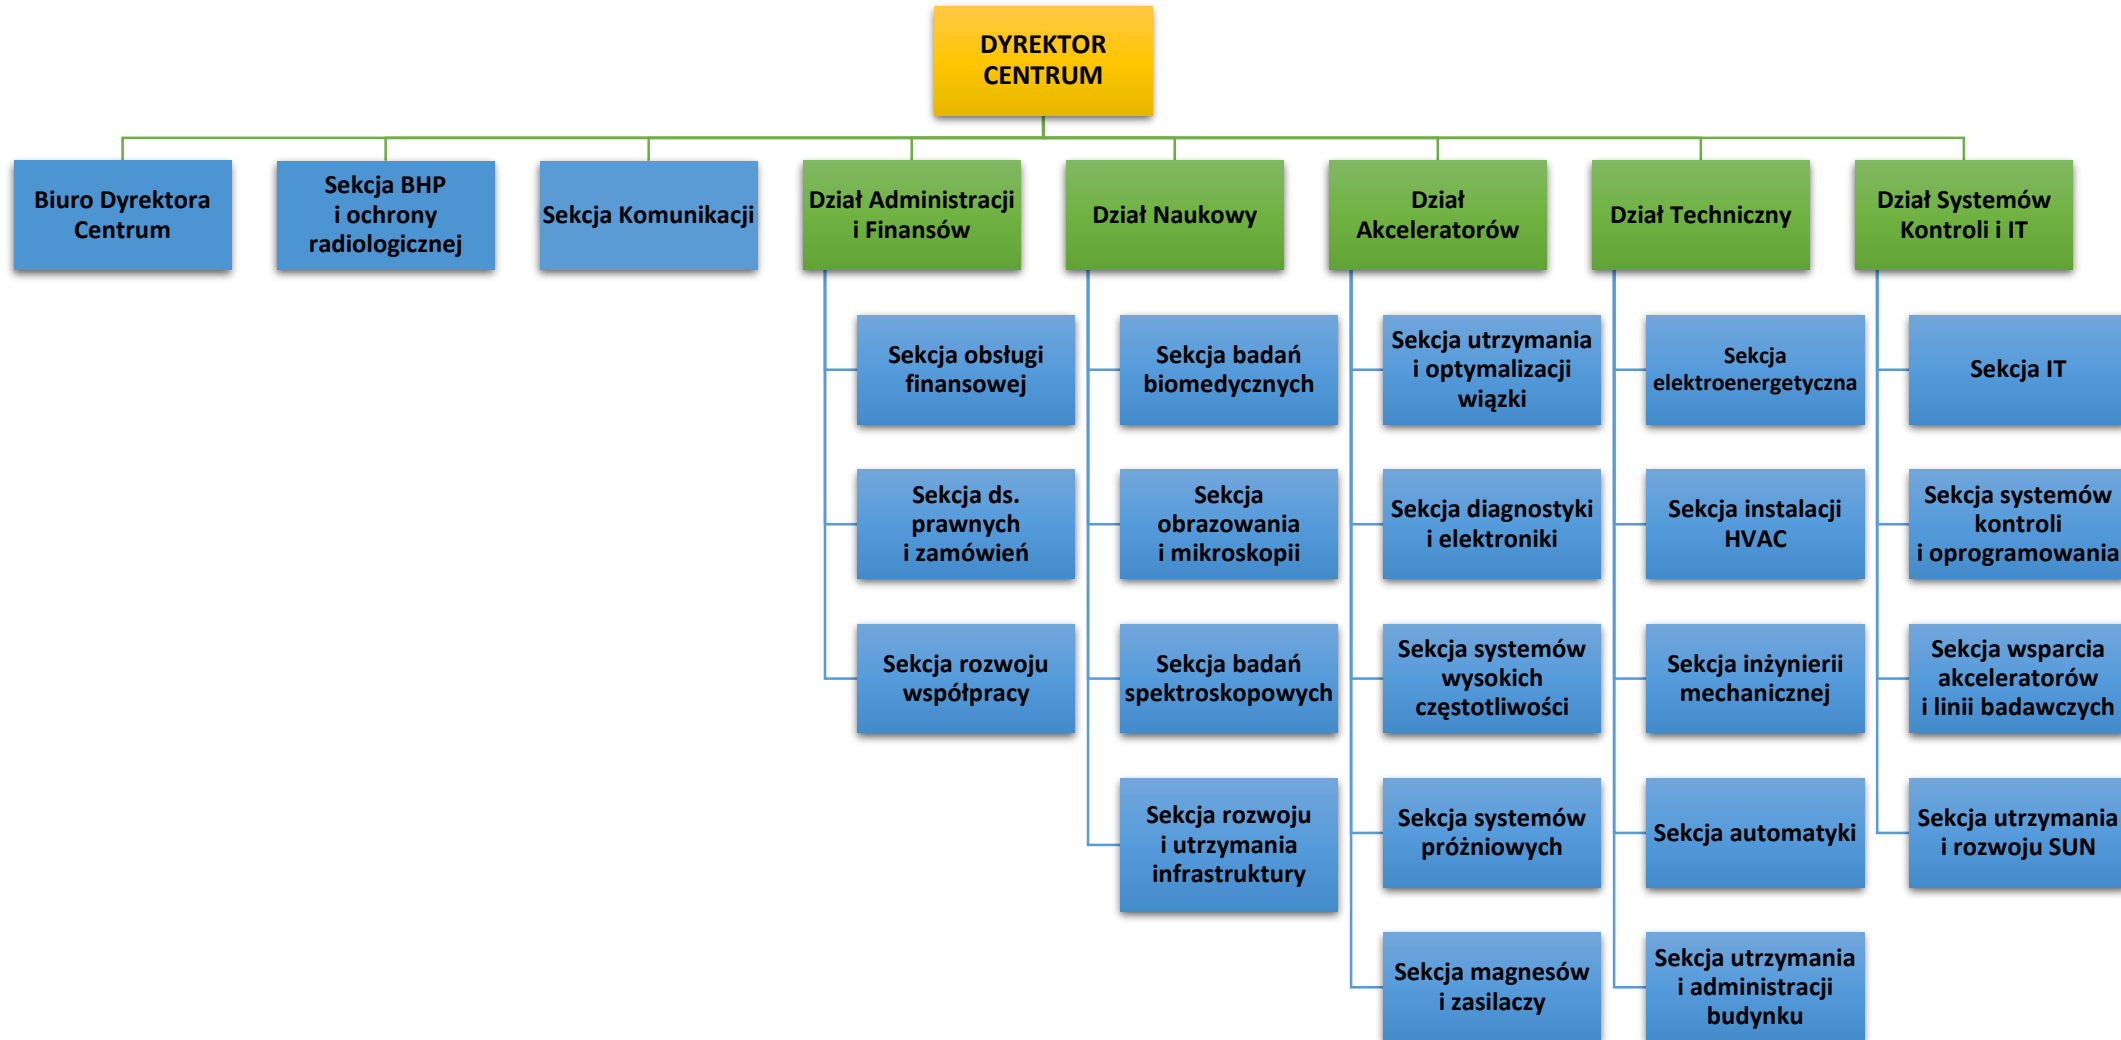 DYREKTOR
CENTRUM
Biuro Dyrektora
Centrum
Sekcja BHP
i ochrony
radiologicznej
Sekcja Komunikacji
Dział Administracji
i Finansów
Dział Naukowy
Dział
Akceleratorów
Dział Techniczny
Dział Systemów
Kontroli i IT
Sekcja obsługi
finansowej
Sekcja badań
biomedycznych
Sekcja utrzymania
i optymalizacji
wiązki
Sekcja
elektroenergetyczna
Sekcja IT
Sekcja ds.
prawnych
i zamówień
Sekcja
obrazowania
i mikroskopii
Sekcja diagnostyki
i elektroniki
Sekcja instalacji
HVAC
Sekcja systemów
kontroli
i oprogramowania
Sekcja rozwoju
współpracy
Sekcja badań
spektroskopowych
Sekcja systemów
wysokich
częstotliwości
Sekcja inżynierii
mechanicznej
Sekcja wsparcia
akceleratorów
i linii badawczych
Sekcja rozwoju
i utrzymania
infrastruktury
Sekcja systemów
próżniowych
Sekcja automatyki
Sekcja utrzymania
i rozwoju SUN
Sekcja magnesów
i zasilaczy
Sekcja utrzymania
i administracji
budynku